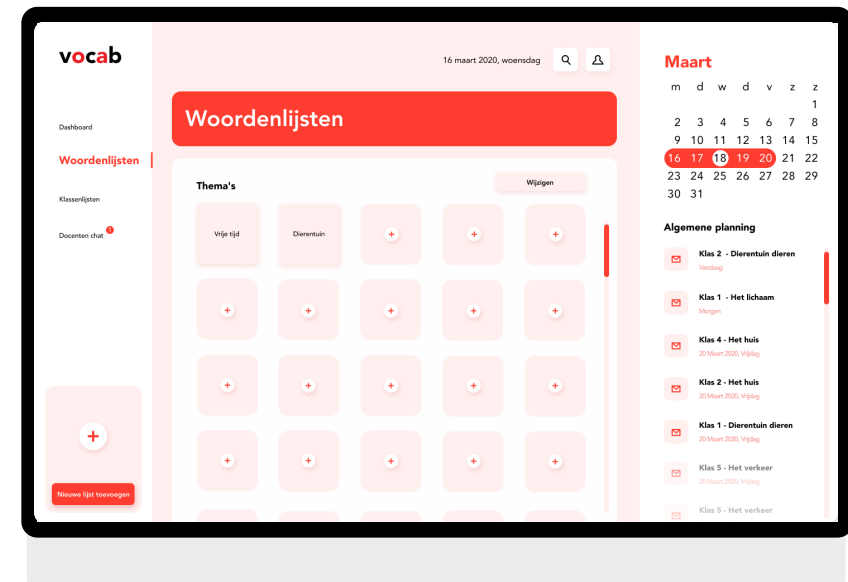 vocab
Dashboard
Woordenlijsten
Klassenlijsten
Docenten chat 1
Nieuwe lijst toevoegen
16 maart 2020, woensdag
Woordenlijsten
Thema's
Wijzigen
Vrije tijd
Dierentuin
Maart
m d w d v z z
1
2 3 4 5 6 7 8
9 10 11 12 13 14 15
16 17 18 19 20 21 22
23 24 25 26 27 28 29
30 31
Algemene planning
Klas 2 - Dierentuin dieren
Vandaag
Klas 1 - Het lichaam
Morgen
Klas 4 - Het huis
20 Maart 2020, Vrijdag
Klas 2 - Het huis
20 Maart 2020, Vrijdag
Klas 1 - Dierentuin dieren
20 Maart 2020, Vrijdag
Klas 5 - Het verkeer
20 Maart 2020, Vrijdag
Klas 5 - Het verkeer